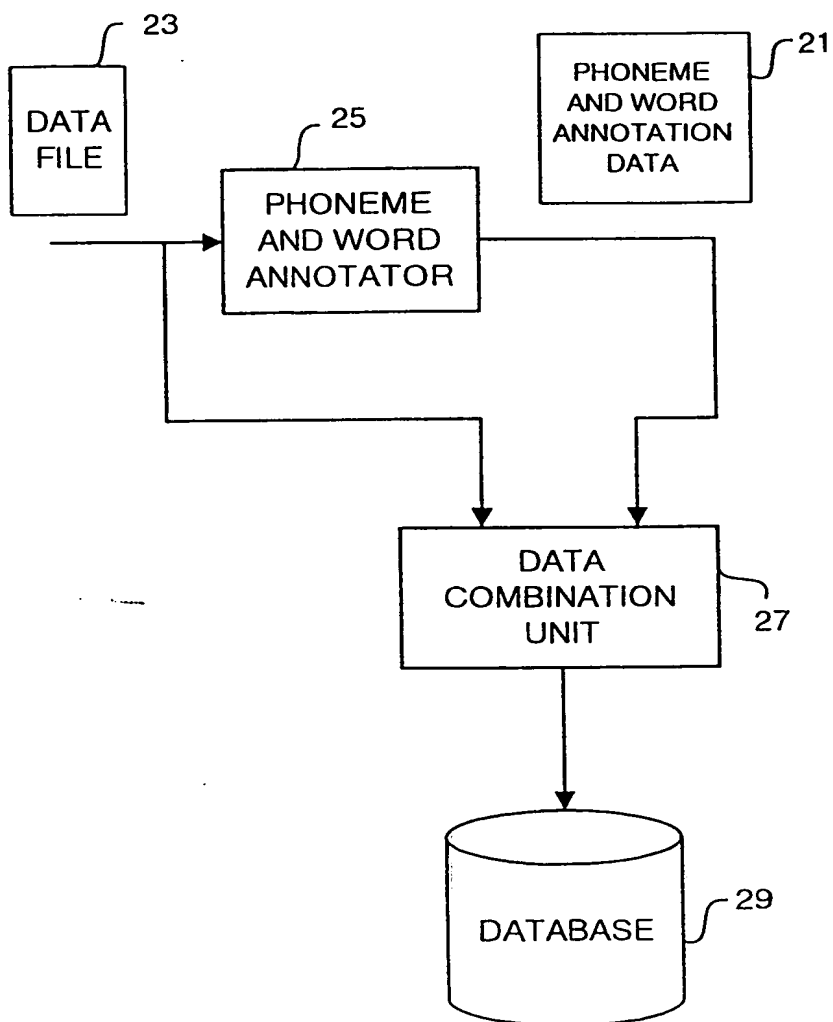 23
DATA
FILE
21
PHONEME
AND WORD
ANNOTATION
DATA
25
PHONEME
AND WORD
ANNOTATOR
DATA
COMBINATION
UNIT
27
DATABASE
29